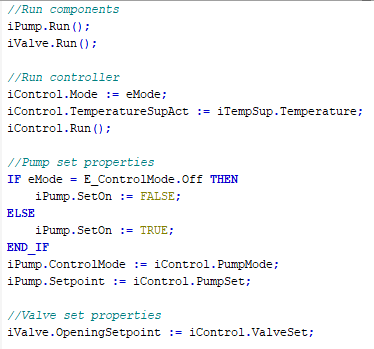 //Run components
iPump.Run();
iValve.Run();
//Run controller
iControl.Mode := eMode;
iControl.TemperatureSupAct := iTempSup.Temperature;
iControl.Run();
//Pump set properties
IF eMode = E_ControlMode.Off THEN
    iPump.SetOn := FALSE;
ELSE
    iPump.SetOn := TRUE;
END_IF
iPump.ControlMode := iControl.PumpMode;
iPump.Setpoint := iControl.PumpSet;
//Valve set properties
iValve.OpeningSetpoint := iControl.ValveSet;